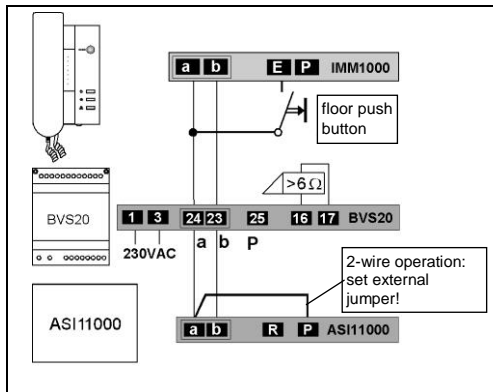 a b E P IMM1000
floor push
button
>6Ω
BVS20
1 3 24 23 25 16 17 BVS20
a b P
230VAC
2-wire operation:
set external
jumper!
ASI11000
a b R P ASI11000